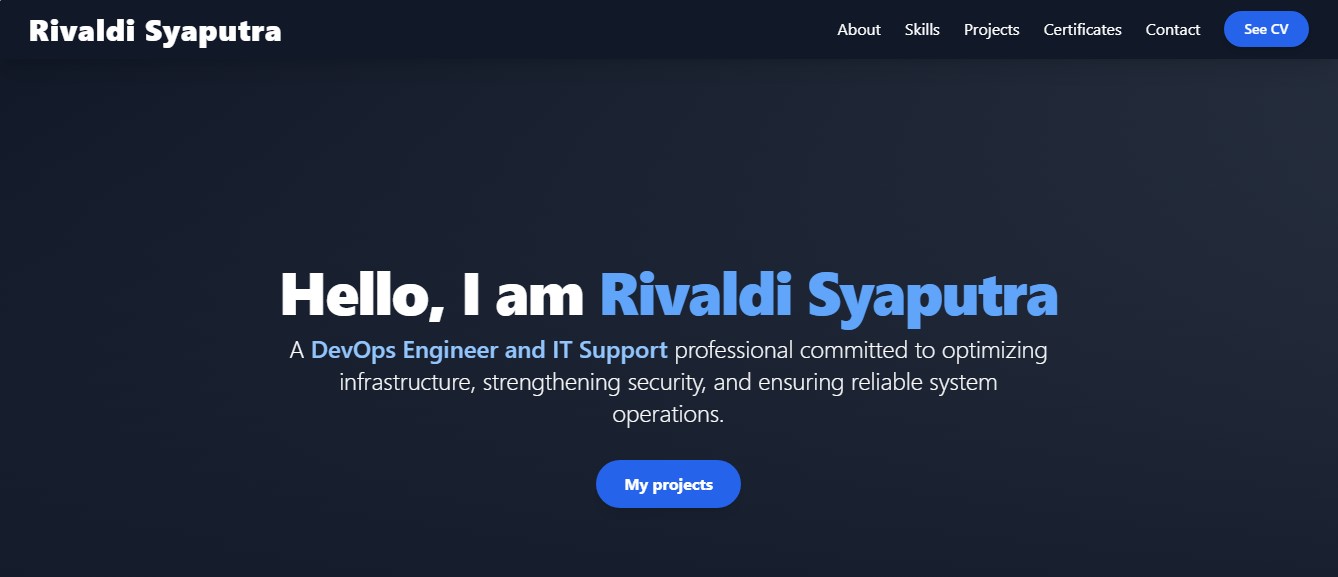 Rivaldi Syaputra
About Skills Projects Certificates Contact See CV
Hello, I am Rivaldi Syaputra
A DevOps Engineer and IT Support professional committed to optimizing
infrastructure, strengthening security, and ensuring reliable system
operations.
My projects